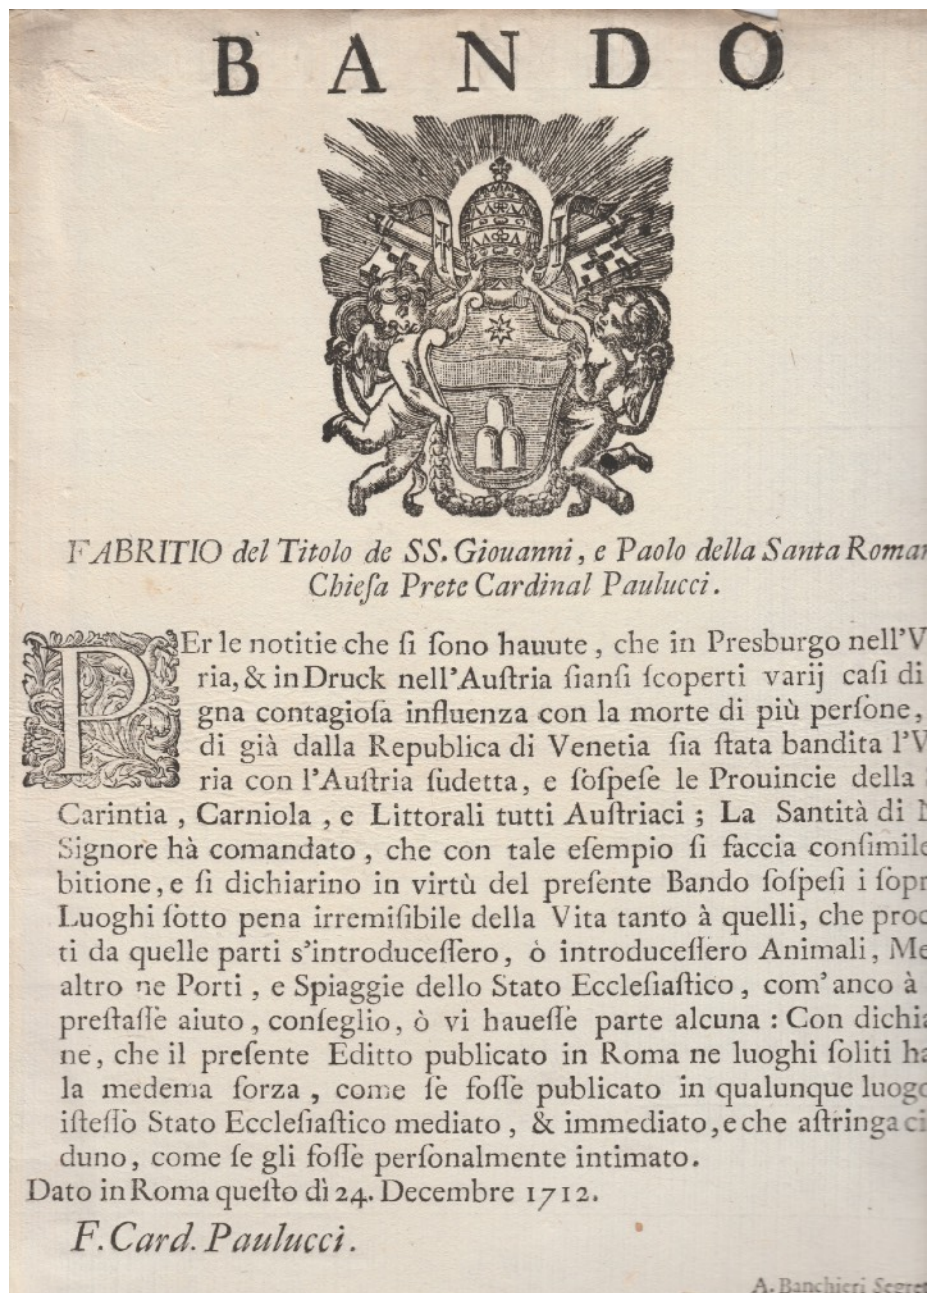 BANDO
FABRITIO del Titolo de SS. Giouanni, e Paolo della Santa Roman
Chieſa Prete Cardinal Paulucci.
PEr le notitie che ſi ſono hauute, che in Presburgo nell'V
ria, & in Druck nell'Auſtria ſianſi ſcoperti varij caſi di
gna contagioſa influenza con la morte di più perſone,
di già dalla Republica di Venetia ſia ſtata bandita l'V
ria con l'Auſtria ſudetta, e ſoſpeſe le Prouincie della
Carintia, Carniola, e Littorali tutti Auſtriaci; La Santità di
Signore hà comandato, che con tale eſempio ſi faccia conſimile
bitione, e ſi dichiarino in virtù del preſente Bando ſoſpeſi i ſopr
Luoghi ſotto pena irremiſibile della Vita tanto à quelli, che proc
ti da quelle parti s'introduceſſero, ò introduceſſero Animali, Me
altro ne Porti, e Spiaggie dello Stato Eccleſiaſtico, com'anco à
preſtaſſe aiuto, conſeglio, ò vi haueſſe parte alcuna: Con dichia
ne, che il preſente Editto publicato in Roma ne luoghi ſoliti ha
la medema forza, come ſe foſſe publicato in qualunque luogo
iſteſſo Stato Eccleſiaſtico mediato, & immediato, e che aſtringa ci
duno, come ſe gli foſſe perſonalmente intimato.
Dato in Roma queſto dì 24. Decembre 1712.
F. Card. Paulucci.
A. Banchieri Segret